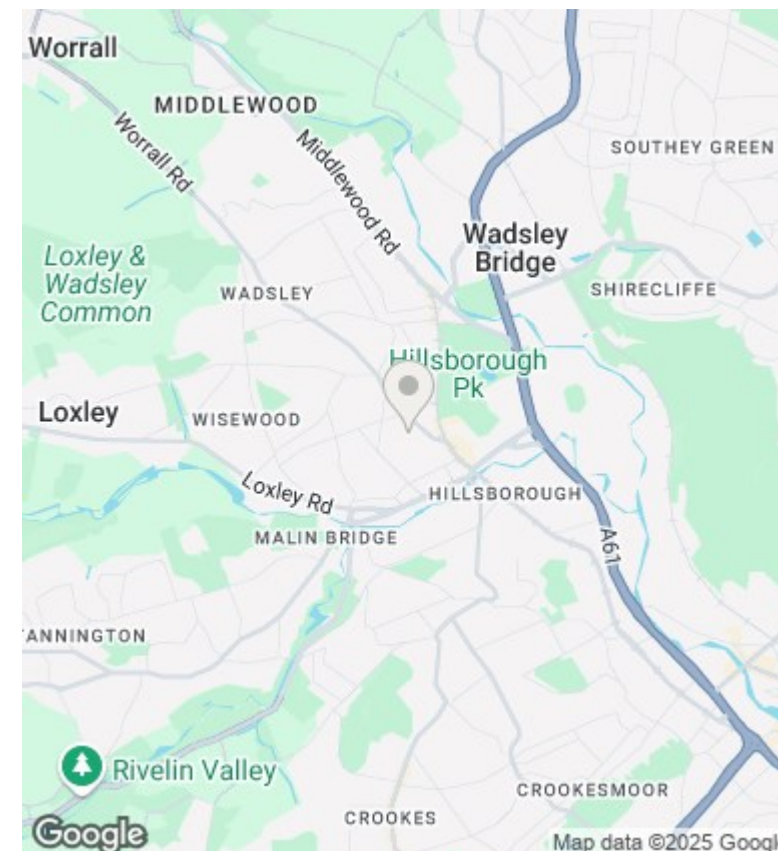 Worrall
MIDDLEWOOD
Worrall Rd
Middlewood Rd
SOUTHEY GREEN
Wadsley
Bridge
Loxley &
Wadsley
Common
WADSLEY
SHIRECLIFFE
Hillsborough
Pk
Loxley
WISEWOOD
Loxley Rd
HILLSBOROUGH
MALIN BRIDGE
A61
TANNINGTON
Rivelin Valley
CROOKESMOOR
CROOKES
Google
Map data ©2025 Googl